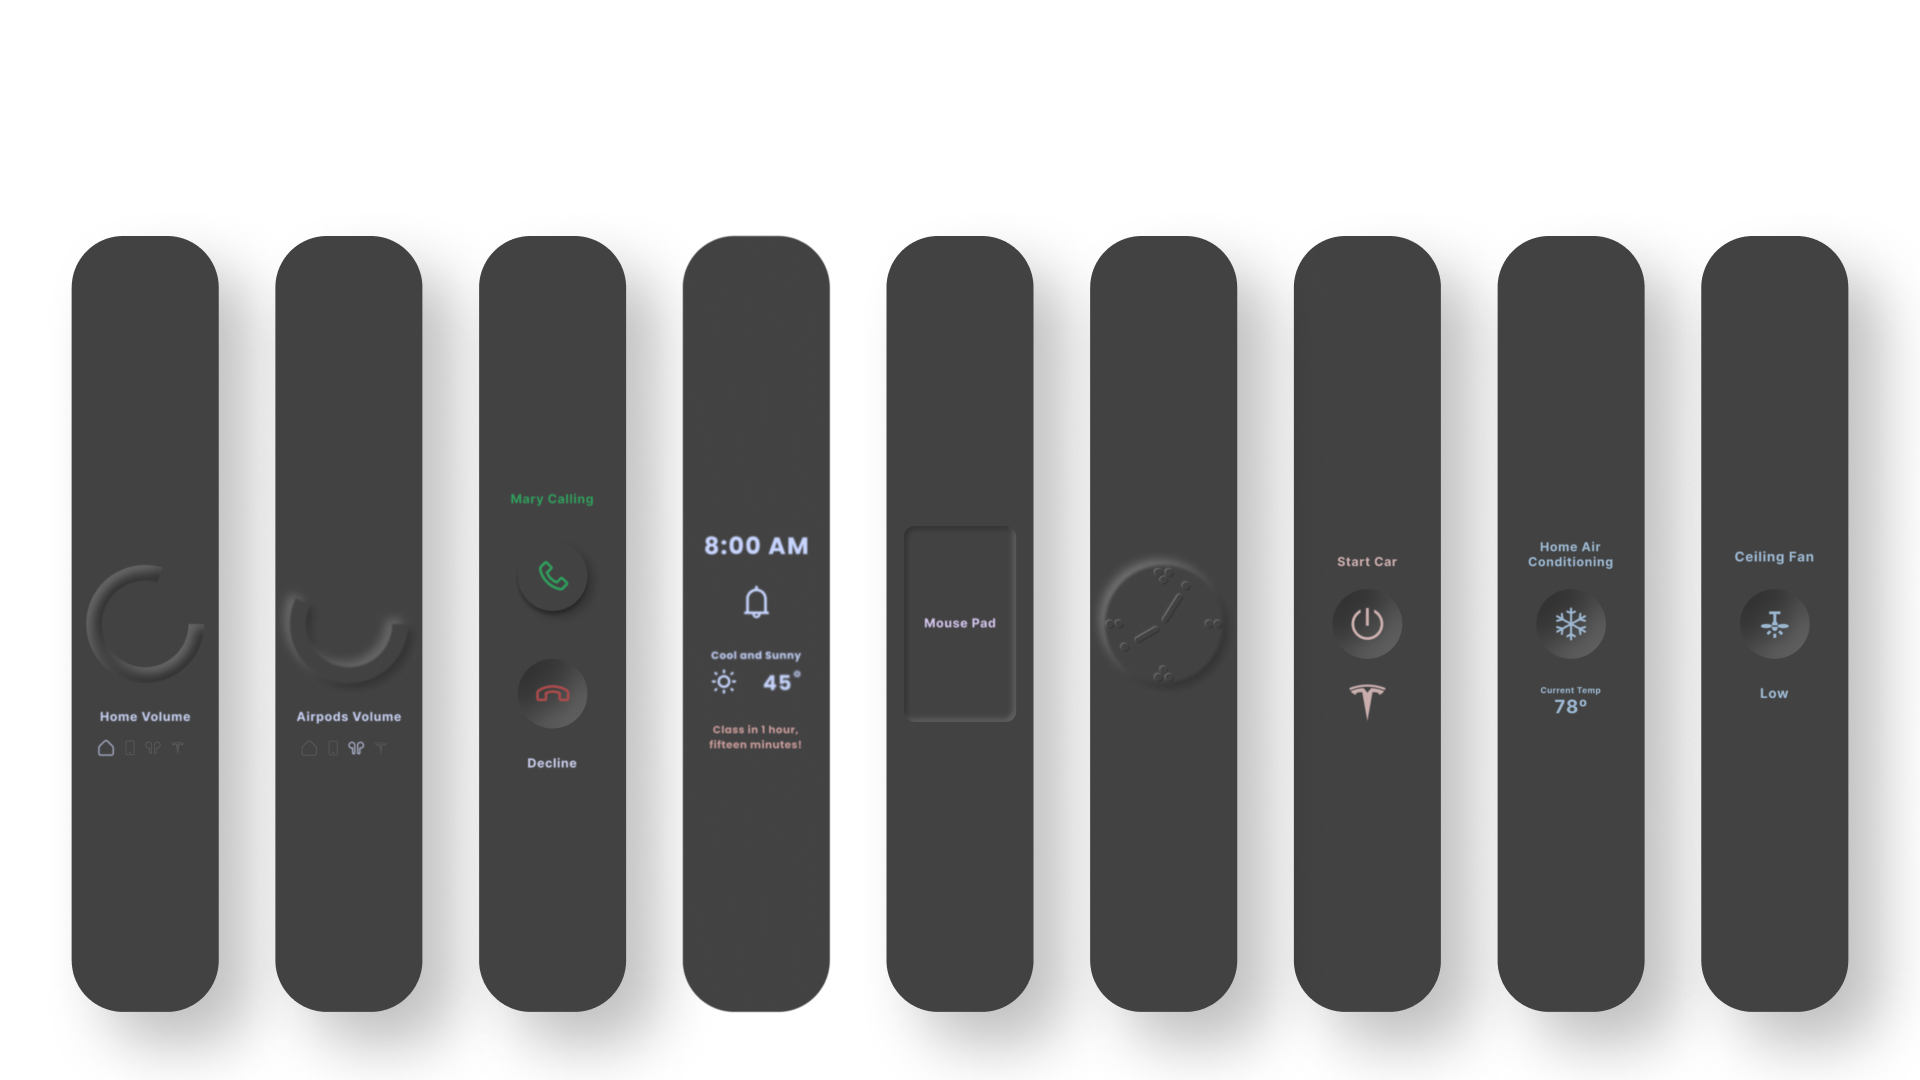 Home Volume
Airpods Volume
Mary Calling
Decline
8:00 AM
Cool and Sunny
45°
Class in 1 hour,
fifteen minutes!
Mouse Pad
Start Car
Home Air
Conditioning
Current Temp
78º
Ceiling Fan
Low